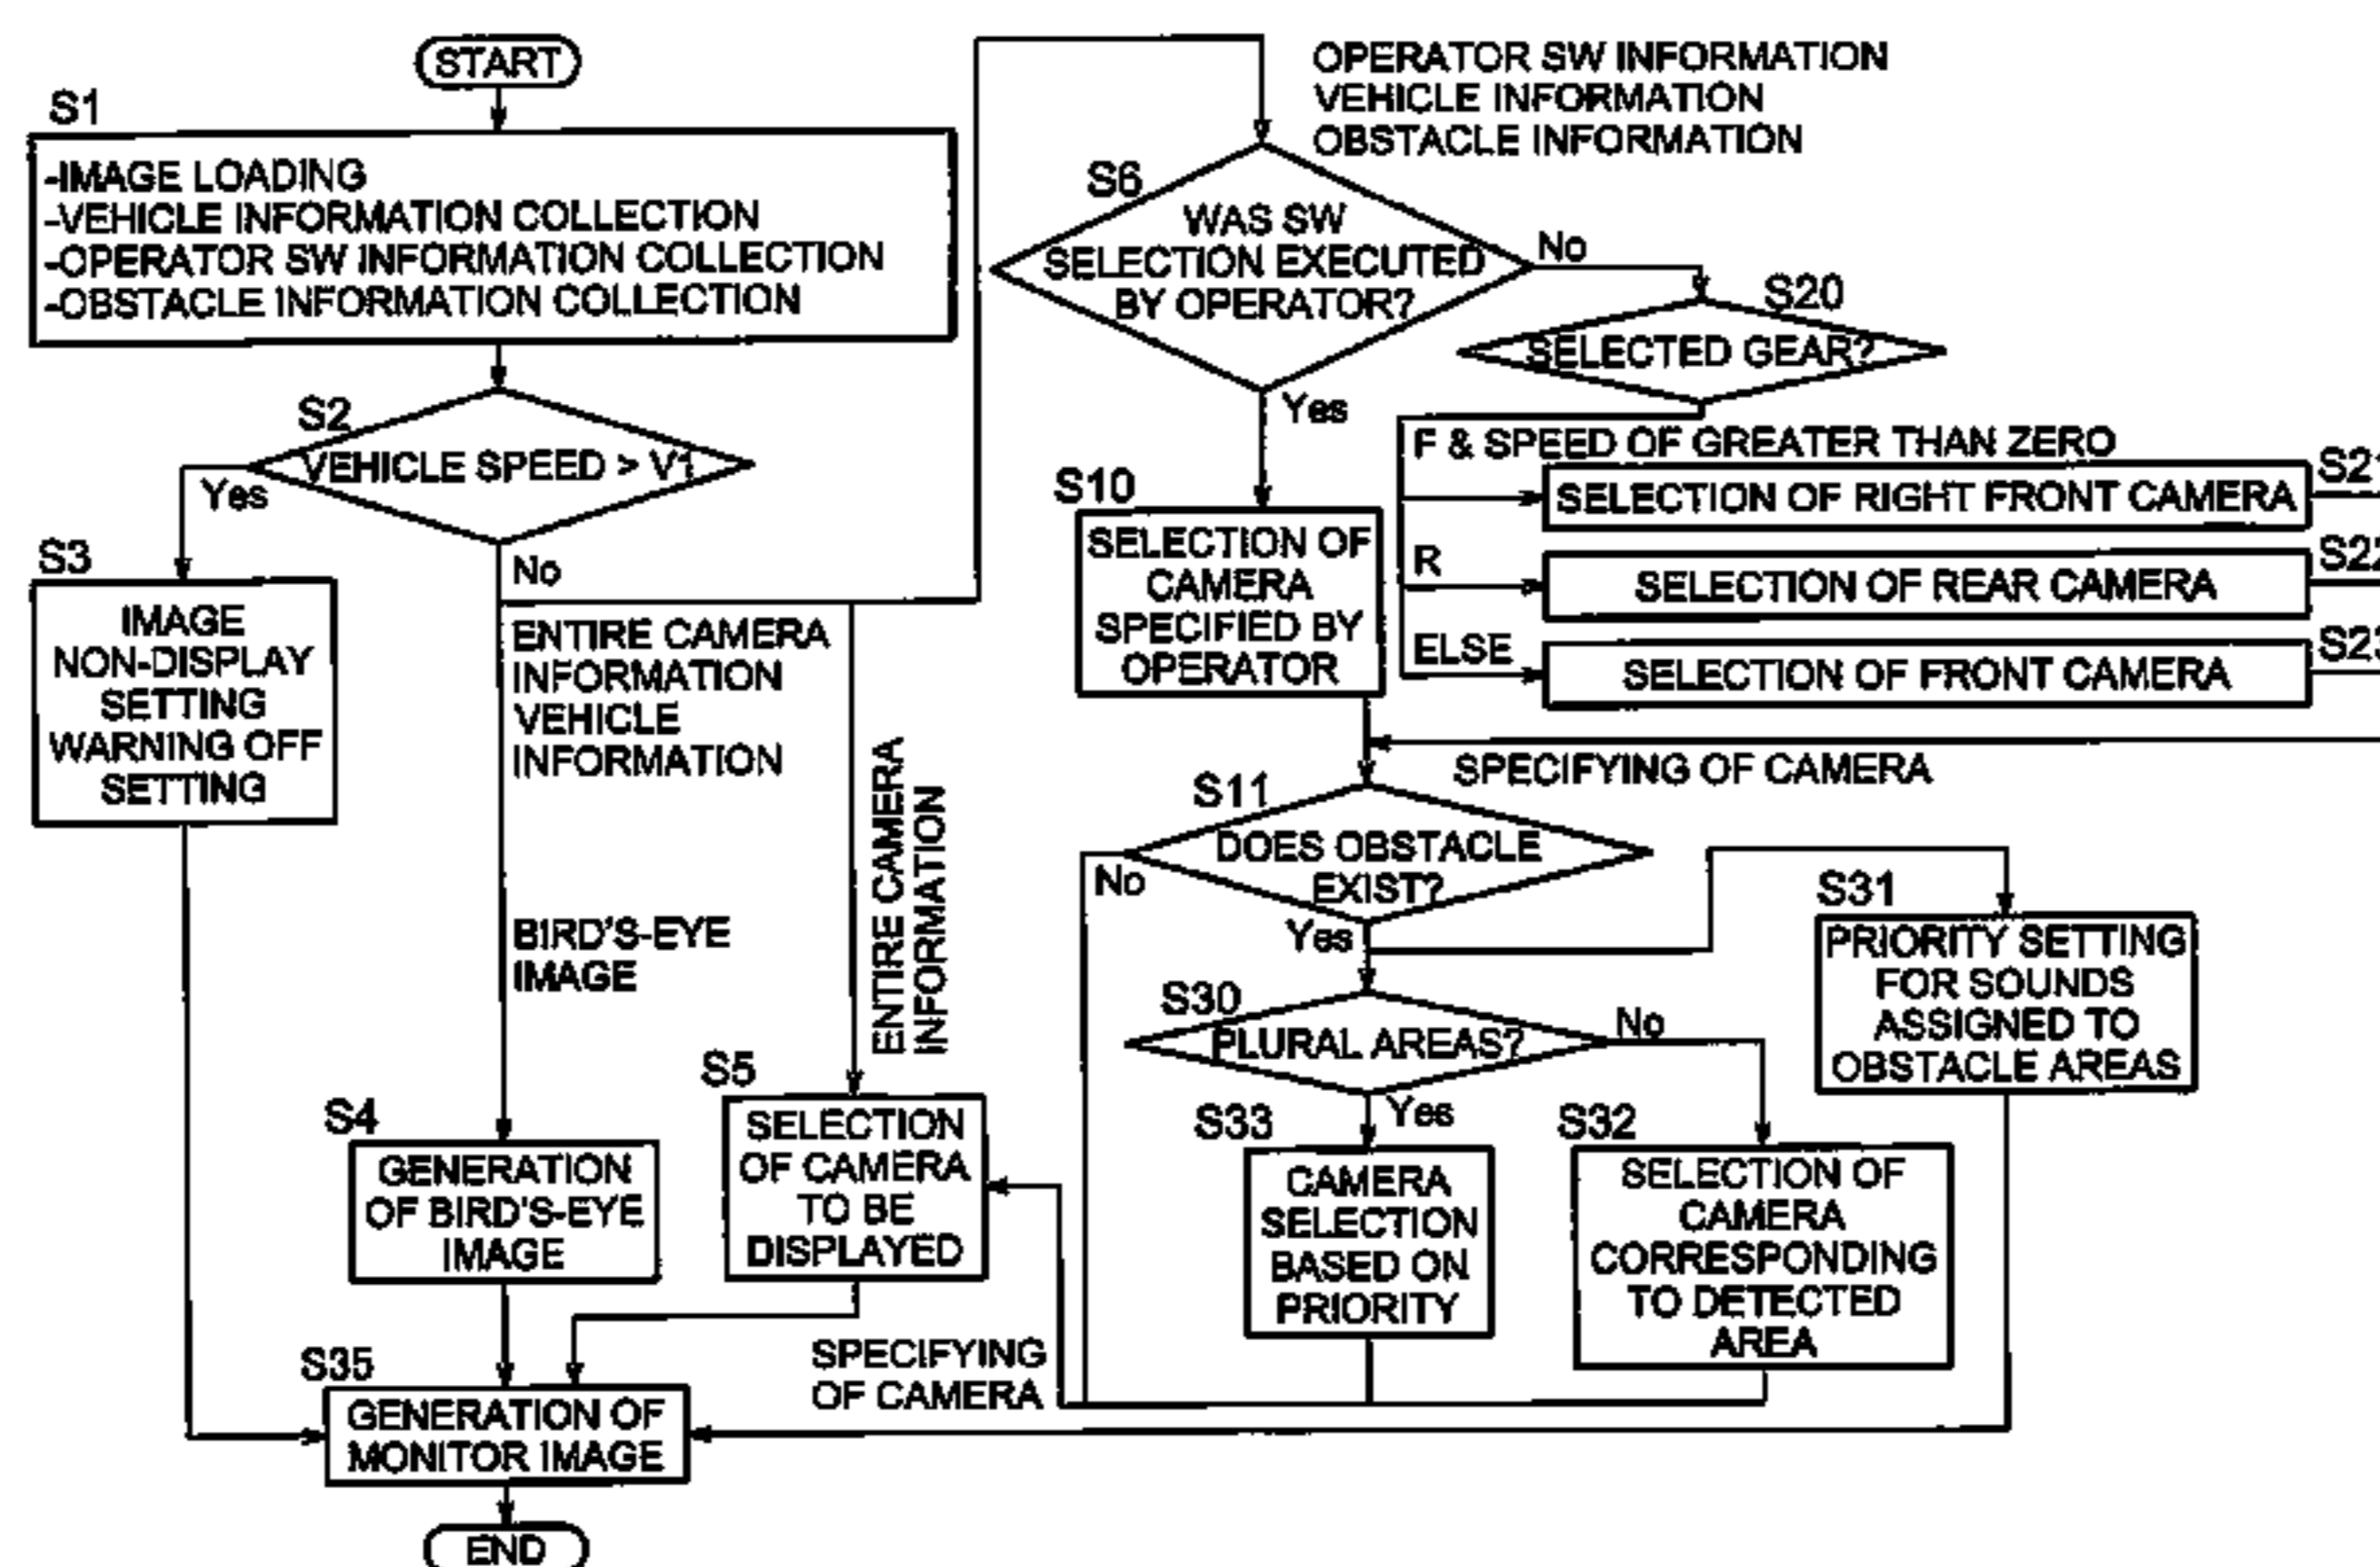 START
S1
-IMAGE LOADING
-VEHICLE INFORMATION COLLECTION
-OPERATOR SW INFORMATION COLLECTION
-OBSTACLE INFORMATION COLLECTION
S2
VEHICLE SPEED > V1
Yes
No
S3
IMAGE
NON-DISPLAY
SETTING
WARNING OFF
SETTING
ENTIRE CAMERA
INFORMATION
VEHICLE
INFORMATION
BIRD'S-EYE
IMAGE
ENTIRE CAMERA
INFORMATION
S4
GENERATION
OF BIRD'S-EYE
IMAGE
S5
SELECTION
OF CAMERA
TO BE
DISPLAYED
S35
GENERATION OF
MONITOR IMAGE
SPECIFYING
OF CAMERA
END
OPERATOR SW INFORMATION
VEHICLE INFORMATION
OBSTACLE INFORMATION
S6
WAS SW
SELECTION EXECUTED
BY OPERATOR?
No
Yes
S20
SELECTED GEAR?
F & SPEED OF GREATER THAN ZERO
SELECTION OF RIGHT FRONT CAMERA
S21
R
SELECTION OF REAR CAMERA
S22
ELSE
SELECTION OF FRONT CAMERA
S23
S10
SELECTION OF
CAMERA
SPECIFIED BY
OPERATOR
SPECIFYING OF CAMERA
S11
DOES OBSTACLE
EXIST?
No
Yes
S31
PRIORITY SETTING
FOR SOUNDS
ASSIGNED TO
OBSTACLE AREAS
S30
PLURAL AREAS?
No
Yes
S33
CAMERA
SELECTION
BASED ON
PRIORITY
S32
SELECTION OF
CAMERA
CORRESPONDING
TO DETECTED
AREA